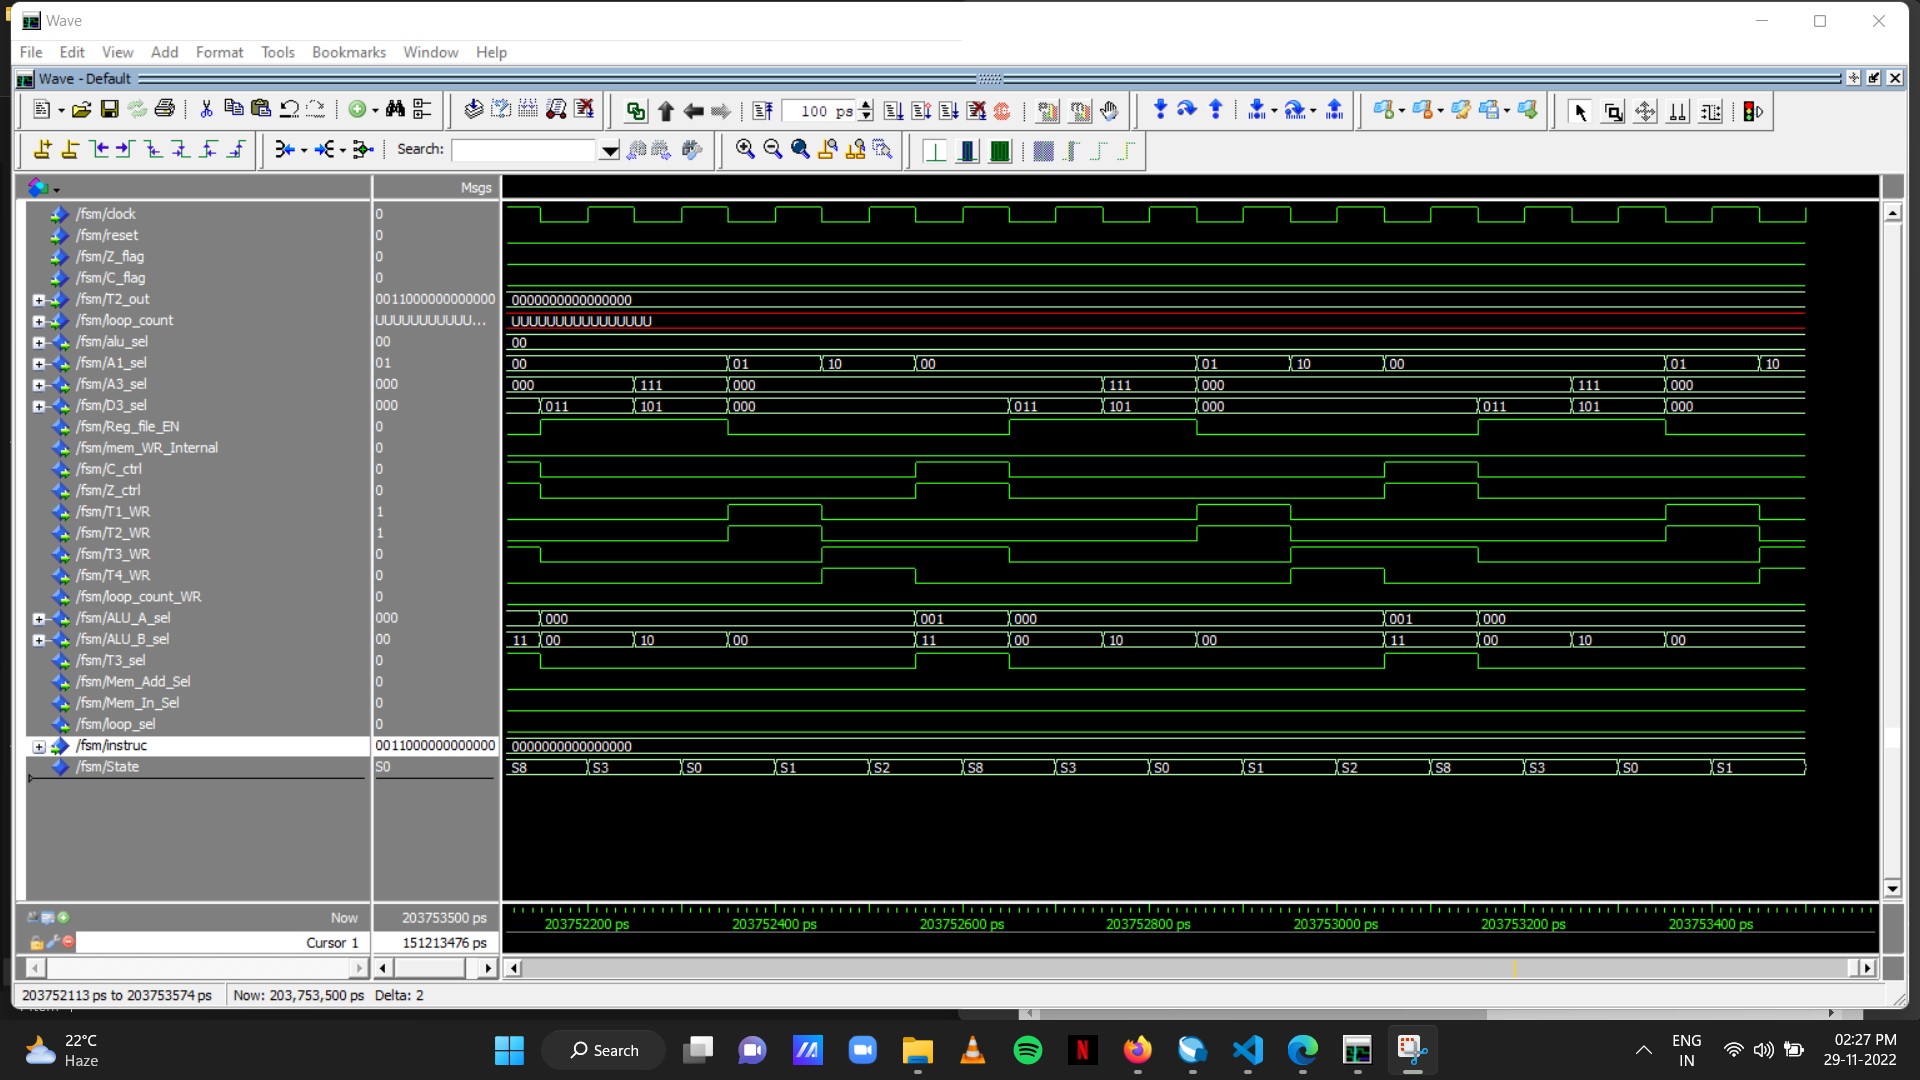 Wave
File Edit View Add Format Tools Bookmarks Window Help
Wave - Default
100 ps
Search:
Msgs
/fsm/clock 0
/fsm/reset 0
/fsm/Z_flag 0
/fsm/C_flag 0
/fsm/T2_out 0011000000000000 0000000000000000
/fsm/loop_count UUUUUUUUUUU... UUUUUUUUUUUUUUUU
/fsm/alu_sel 00 00
/fsm/A1_sel 01 00 01 10 00 01 10 00 01 10
/fsm/A3_sel 000 000 111 000 111 000 111 000
/fsm/D3_sel 000 011 101 000 011 101 000 011 101 000
/fsm/Reg_file_EN 0
/fsm/mem_WR_Internal 0
/fsm/C_ctrl 0
/fsm/Z_ctrl 0
/fsm/T1_WR 1
/fsm/T2_WR 1
/fsm/T3_WR 0
/fsm/T4_WR 0
/fsm/loop_count_WR 0
/fsm/ALU_A_sel 000 000 001 000 001 000
/fsm/ALU_B_sel 00 11 00 10 00 11 00 10 00 11 00 10 00
/fsm/T3_sel 0
/fsm/Mem_Add_Sel 0
/fsm/Mem_In_Sel 0
/fsm/loop_sel 0
/fsm/instruc 0011000000000000 0000000000000000
/fsm/State S0 S8 S3 S0 S1 S2 S8 S3 S0 S1 S2 S8 S3 S0 S1
Now 203753500 ps 203752200 ps 203752400 ps 203752600 ps 203752800 ps 203753000 ps 203753200 ps 203753400 ps
Cursor 1 151213476 ps
203752113 ps to 203753574 ps Now: 203,753,500 ps Delta: 2
22°C
Haze
Search
ENG
IN
02:27 PM
29-11-2022